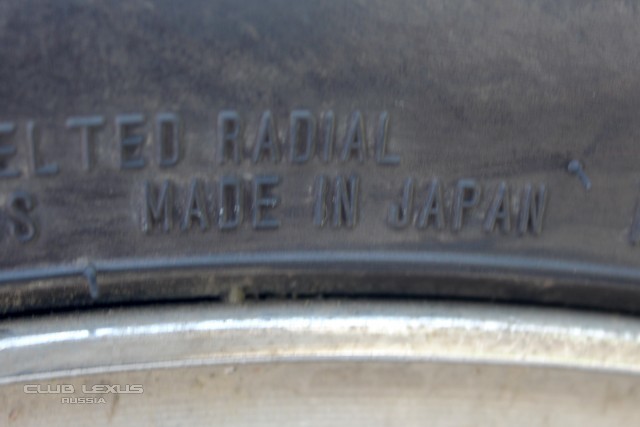 ELTED RADIAL
MADE IN JAPAN
CLUB LEXUS
RUSSIA